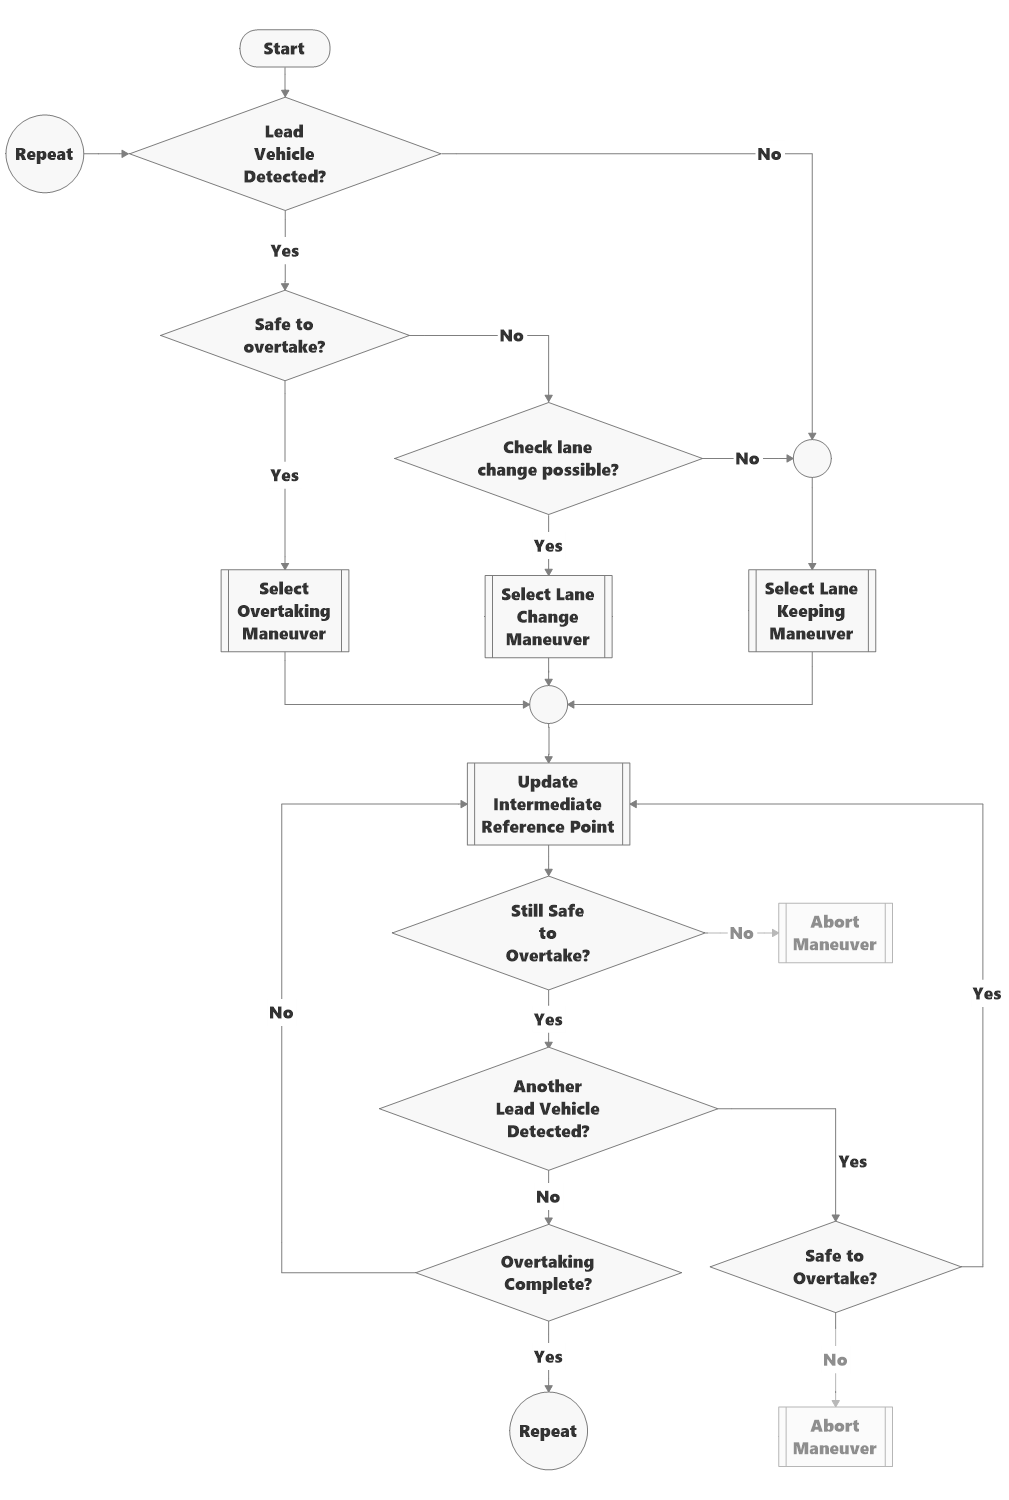 Start
Repeat
Lead
Vehicle
Detected?
No
Yes
Safe to
overtake?
No
Check lane
change possible?
No
Yes
Yes
Select
Overtaking
Maneuver
Select Lane
Change
Maneuver
Select Lane
Keeping
Maneuver
Update
Intermediate
Reference Point
Still Safe
to
Overtake?
No
Abort
Maneuver
Yes
No
Yes
Another
Lead Vehicle
Detected?
Yes
No
Overtaking
Complete?
Safe to
Overtake?
Yes
No
Repeat
Abort
Maneuver